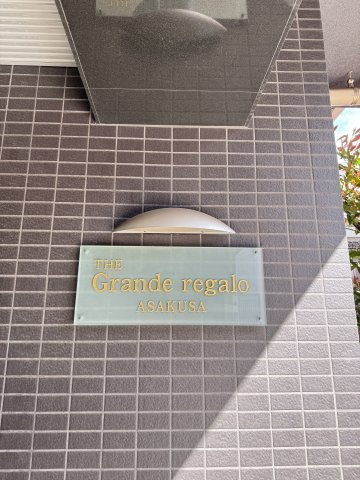 THE
Grande regalo
ASAKUSA